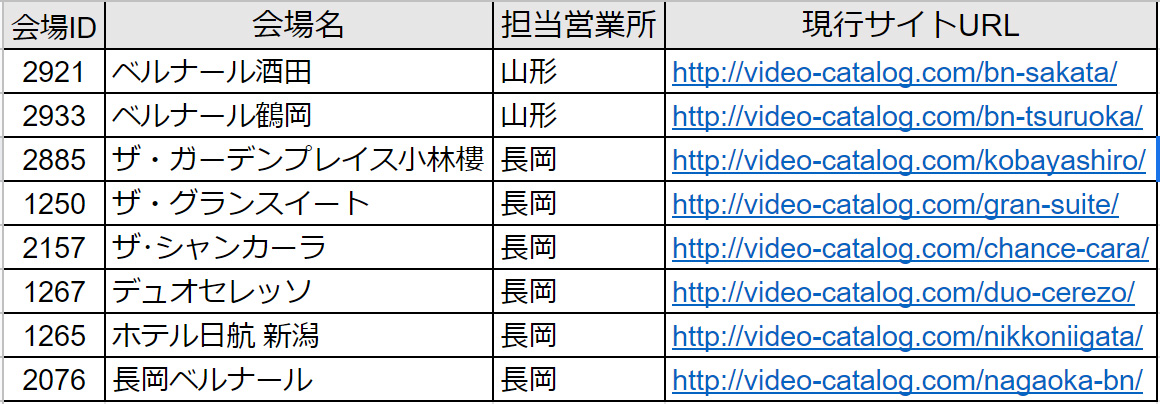 会場ID 会場名 担当営業所 現行サイトURL
2921 ベルナール酒田 山形 http://video-catalog.com/bn-sakata/
2933 ベルナール鶴岡 山形 http://video-catalog.com/bn-tsuruoka/
2885 ザ・ガーデンプレイス小林樓 長岡 http://video-catalog.com/kobayashiro/
1250 ザ・グランスイート 長岡 http://video-catalog.com/gran-suite/
2157 ザ･シャンカーラ 長岡 http://video-catalog.com/chance-cara/
1267 デュオセレッソ 長岡 http://video-catalog.com/duo-cerezo/
1265 ホテル日航 新潟 長岡 http://video-catalog.com/nikkoniigata/
2076 長岡ベルナール 長岡 http://video-catalog.com/nagaoka-bn/